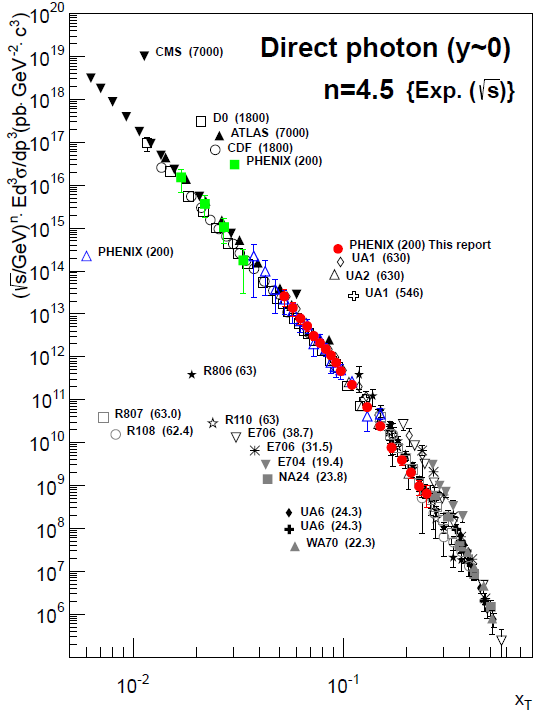 Direct photon (y~0)
n=4.5 {Exp. (√s)}
(√s/GeV)ⁿ· Ed³σ/dp³(pb· GeV⁻²· c³)
10²⁰
10¹⁹
10¹⁸
10¹⁷
10¹⁶
10¹⁵
10¹⁴
10¹³
10¹²
10¹¹
10¹⁰
10⁹
10⁸
10⁷
10⁶
CMS (7000)
D0 (1800)
ATLAS (7000)
CDF (1800)
PHENIX (200)
PHENIX (200)
PHENIX (200) This report
UA1 (630)
UA2 (630)
UA1 (546)
R806 (63)
R807 (63.0)
R108 (62.4)
R110 (63)
E706 (38.7)
E706 (31.5)
E704 (19.4)
NA24 (23.8)
UA6 (24.3)
UA6 (24.3)
WA70 (22.3)
10⁻²
10⁻¹
x_T